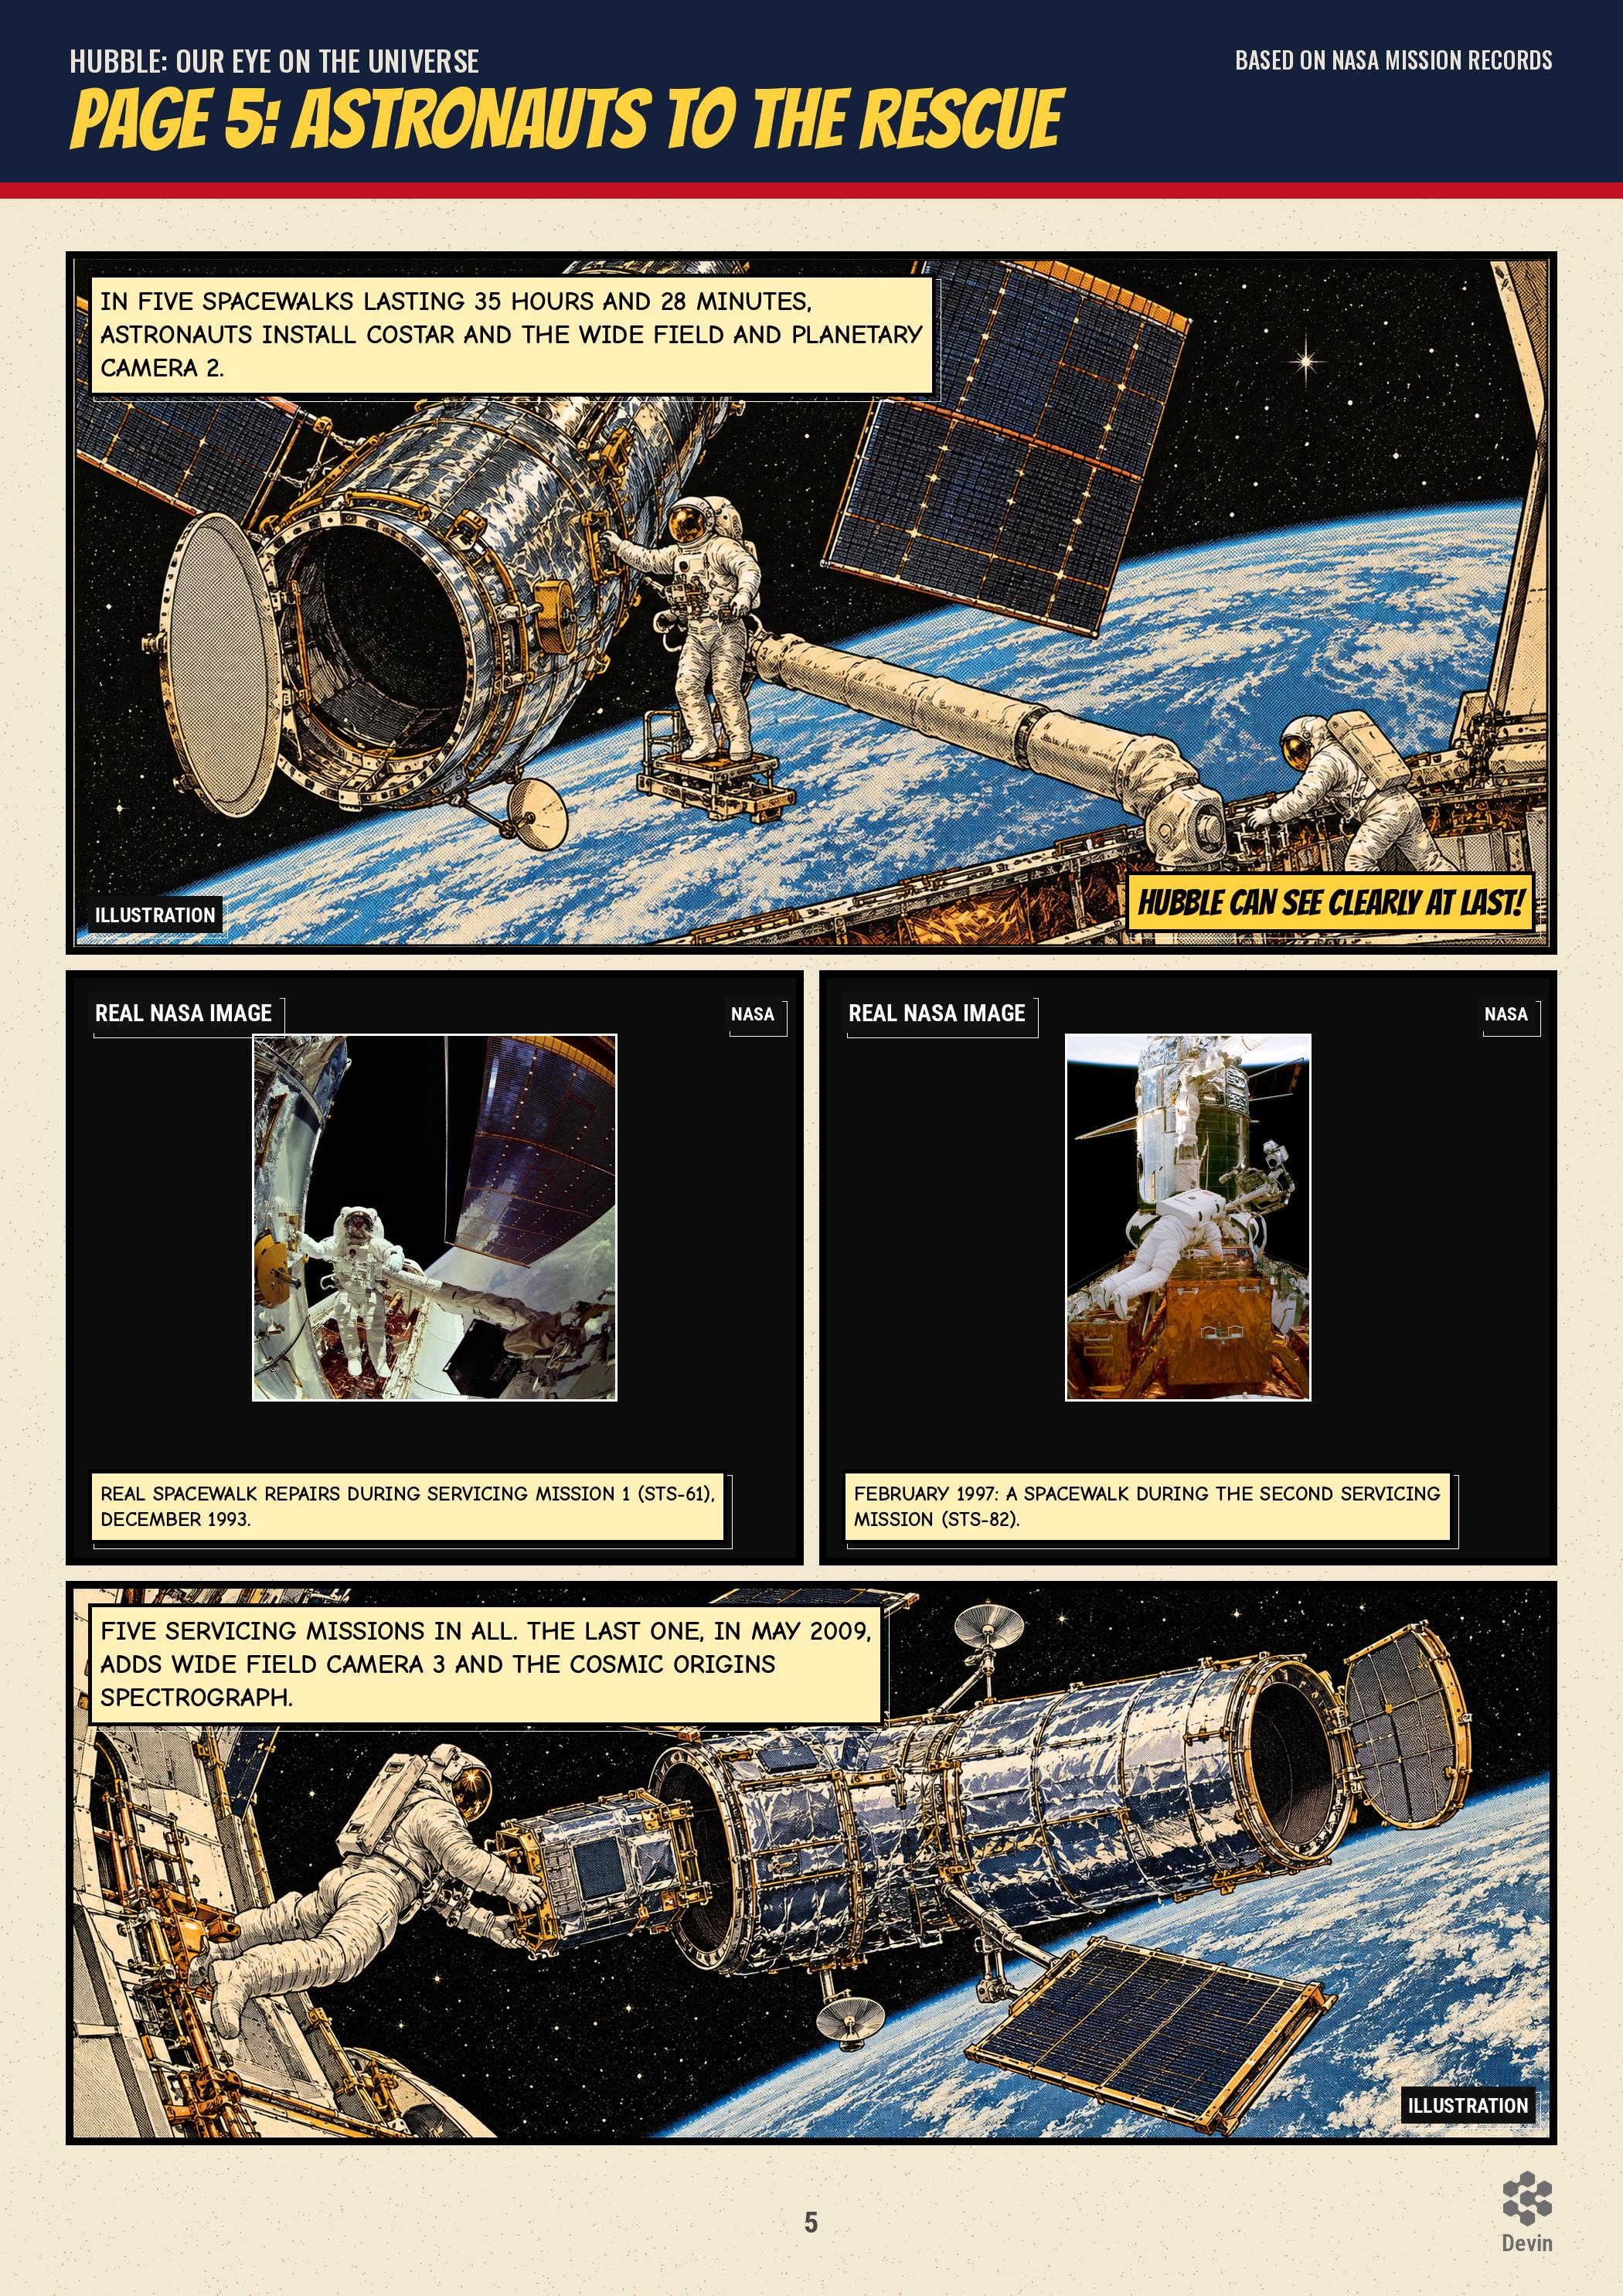 HUBBLE: OUR EYE ON THE UNIVERSE
BASED ON NASA MISSION RECORDS
PAGE 5: ASTRONAUTS TO THE RESCUE
IN FIVE SPACEWALKS LASTING 35 HOURS AND 28 MINUTES,
ASTRONAUTS INSTALL COSTAR AND THE WIDE FIELD AND PLANETARY
CAMERA 2.
ILLUSTRATION
HUBBLE CAN SEE CLEARLY AT LAST!
REAL NASA IMAGE
NASA
REAL SPACEWALK REPAIRS DURING SERVICING MISSION 1 (STS-61),
DECEMBER 1993.
REAL NASA IMAGE
NASA
FEBRUARY 1997: A SPACEWALK DURING THE SECOND SERVICING
MISSION (STS-82).
FIVE SERVICING MISSIONS IN ALL. THE LAST ONE, IN MAY 2009,
ADDS WIDE FIELD CAMERA 3 AND THE COSMIC ORIGINS
SPECTROGRAPH.
ILLUSTRATION
5
Devin